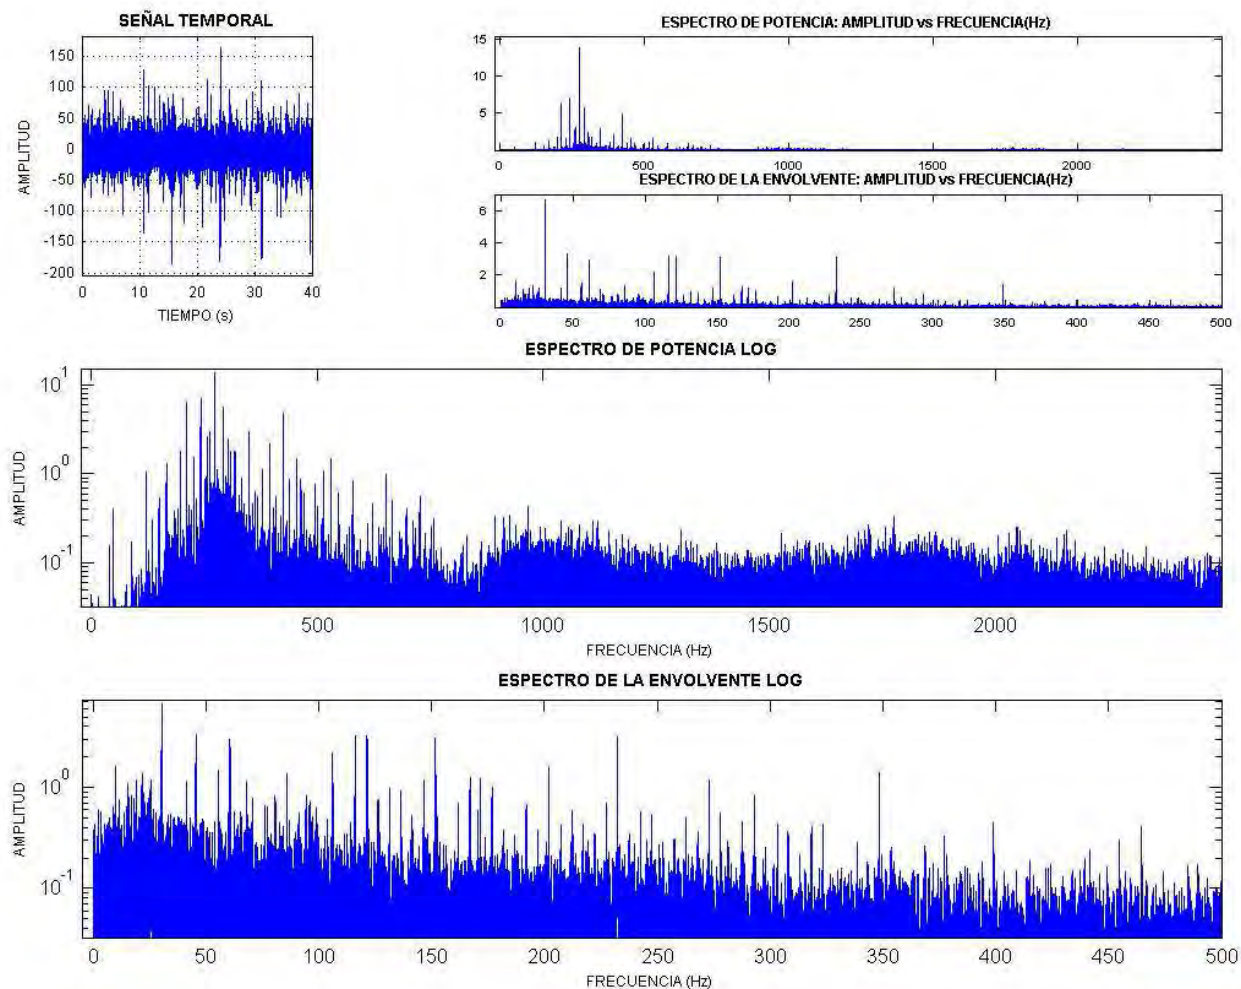 SEÑAL TEMPORAL
150
100
50
0
-50
-100
-150
-200
AMPLITUD
0 10 20 30 40
TIEMPO (s)
ESPECTRO DE POTENCIA: AMPLITUD vs FRECUENCIA(Hz)
15
10
5
0 500 1000 1500 2000
ESPECTRO DE LA ENVOLVENTE: AMPLITUD vs FRECUENCIA(Hz)
6
4
2
0 50 100 150 200 250 300 350 400 450 500
ESPECTRO DE POTENCIA LOG
10^1
10^0
10^-1
AMPLITUD
0 500 1000 1500 2000
FRECUENCIA (Hz)
ESPECTRO DE LA ENVOLVENTE LOG
10^0
10^-1
AMPLITUD
0 50 100 150 200 250 300 350 400 450 500
FRECUENCIA (Hz)